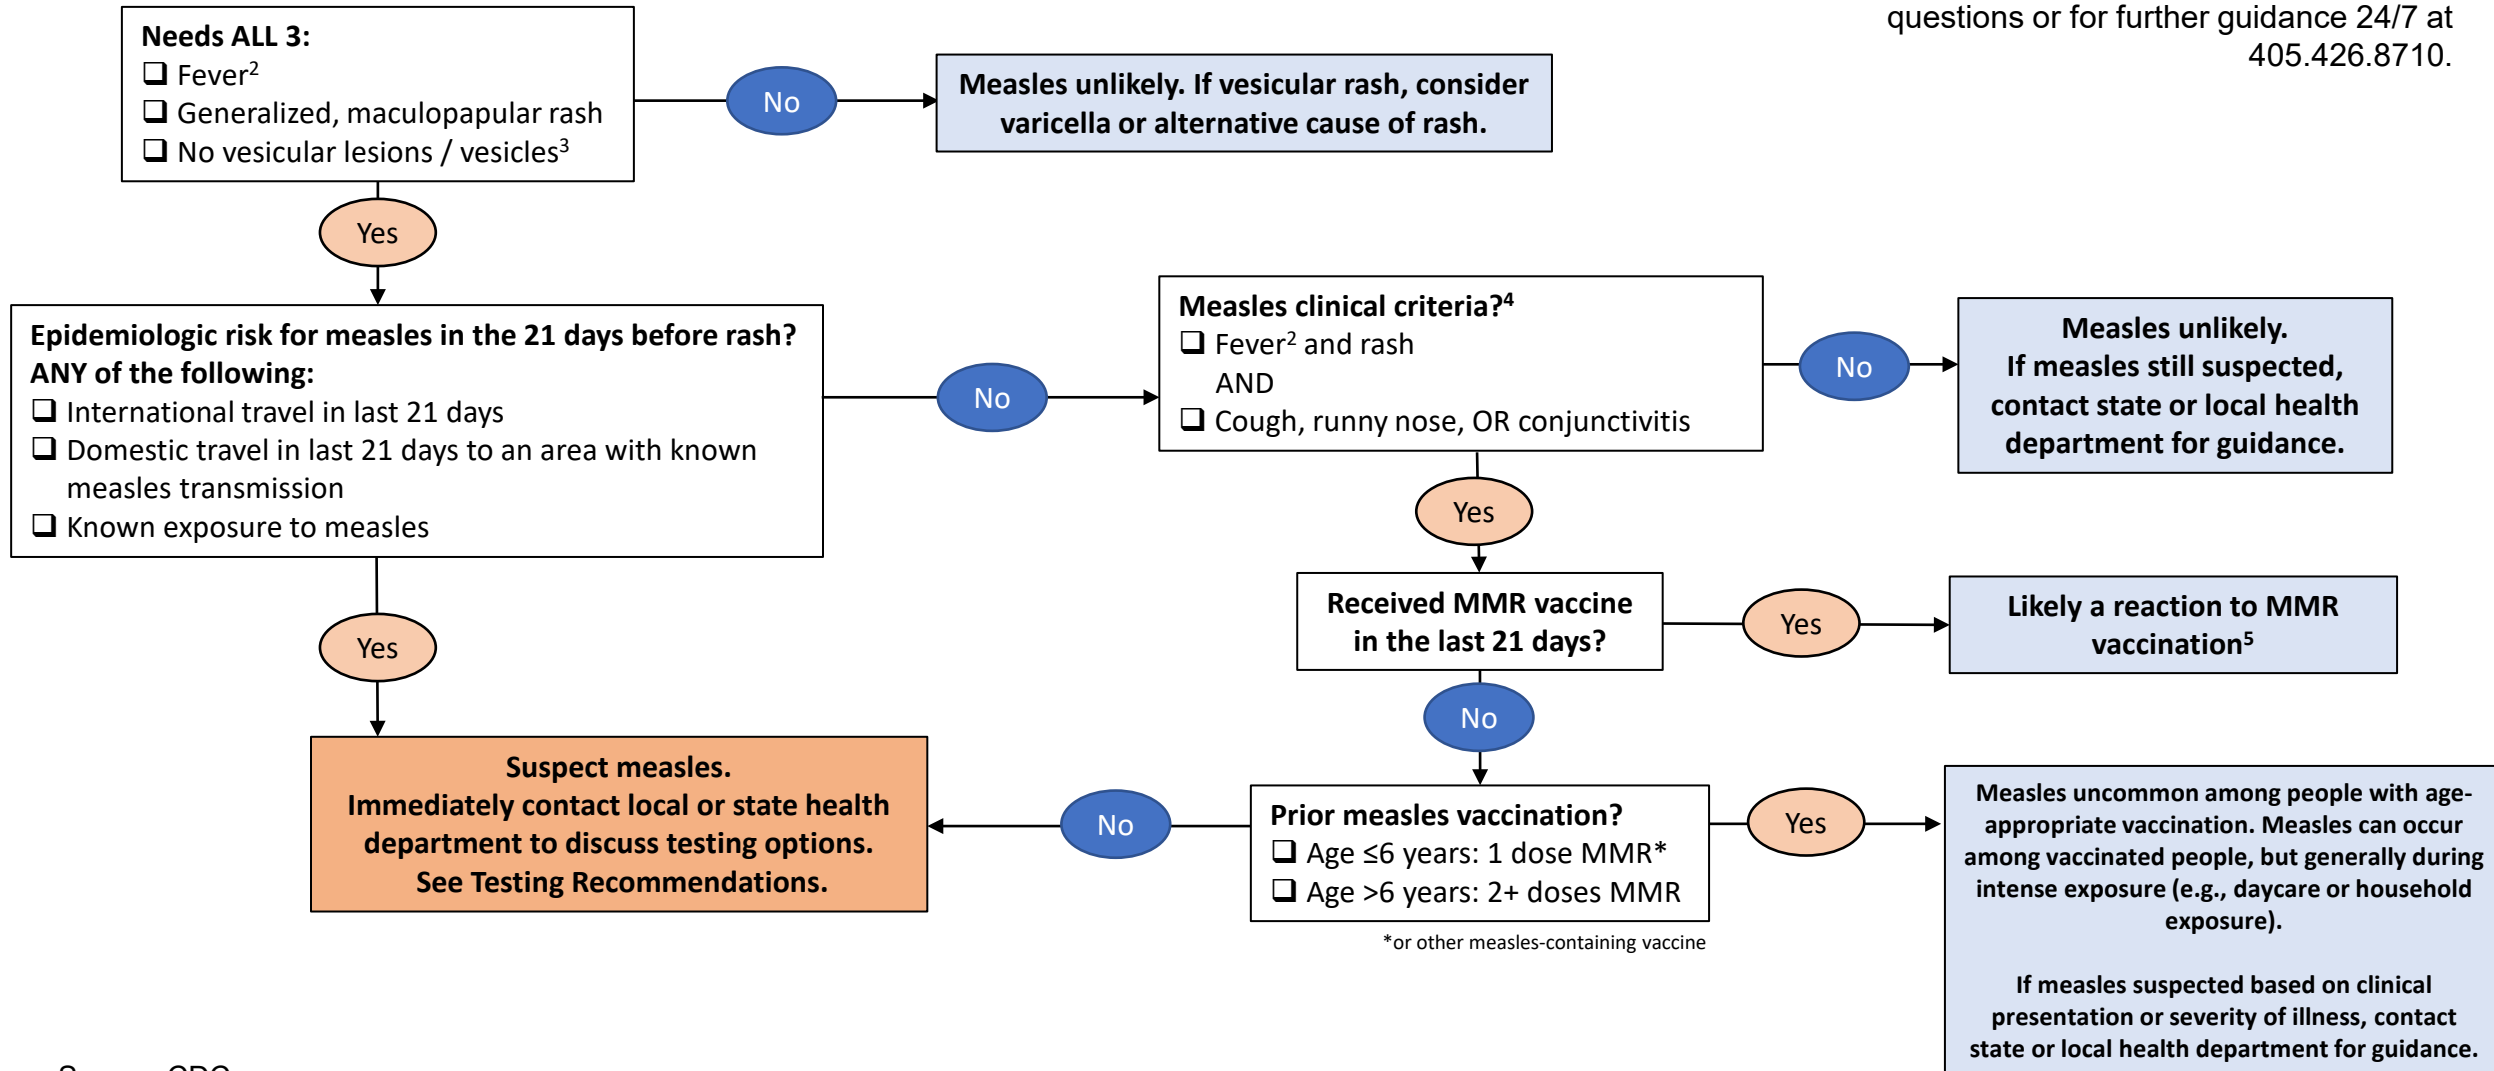 questions or for further guidance 24/7 at
405.426.8710.
Needs ALL 3:
❑ Fever²
❑ Generalized, maculopapular rash
❑ No vesicular lesions / vesicles³
No
Measles unlikely. If vesicular rash, consider
varicella or alternative cause of rash.
Yes
Epidemiologic risk for measles in the 21 days before rash?
ANY of the following:
❑ International travel in last 21 days
❑ Domestic travel in last 21 days to an area with known
measles transmission
❑ Known exposure to measles
No
Measles clinical criteria?⁴
❑ Fever² and rash
AND
❑ Cough, runny nose, OR conjunctivitis
No
Measles unlikely.
If measles still suspected,
contact state or local health
department for guidance.
Yes
Received MMR vaccine
in the last 21 days?
Yes
Likely a reaction to MMR
vaccination⁵
Yes
No
Suspect measles.
Immediately contact local or state health
department to discuss testing options.
See Testing Recommendations.
No
Prior measles vaccination?
❑ Age ≤6 years: 1 dose MMR*
❑ Age >6 years: 2+ doses MMR
*or other measles-containing vaccine
Yes
Measles uncommon among people with age-
appropriate vaccination. Measles can occur
among vaccinated people, but generally during
intense exposure (e.g., daycare or household
exposure).
If measles suspected based on clinical
presentation or severity of illness, contact
state or local health department for guidance.